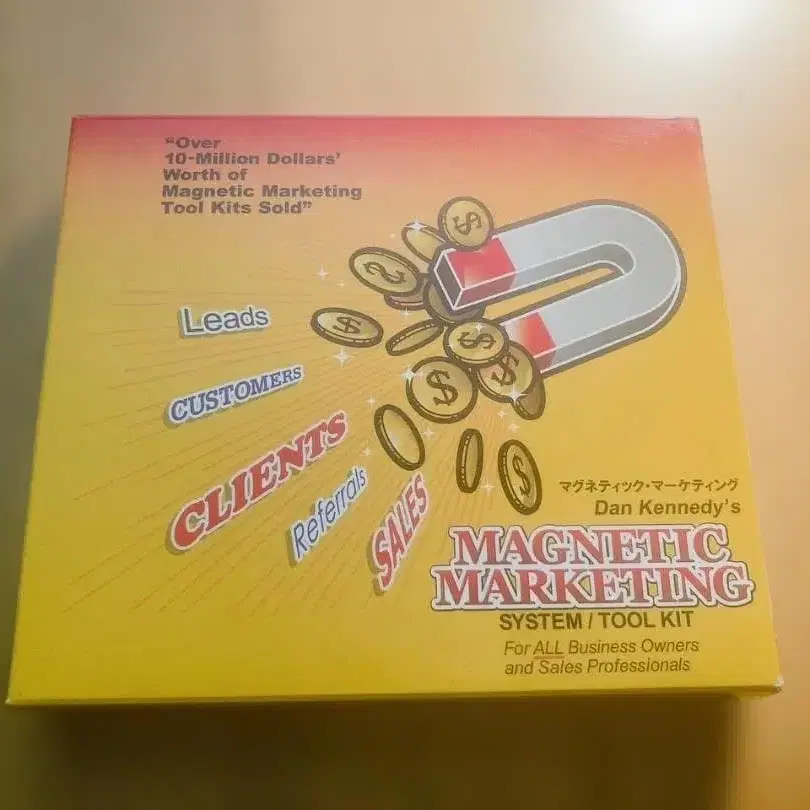 “Over
10-Million Dollars’
Worth of
Magnetic Marketing
Tool Kits Sold”
Leads
CUSTOMERS
CLIENTS
Referrals
SALES
マグネティック・マーケティング
Dan Kennedy’s
MAGNETIC
MARKETING
SYSTEM / TOOL KIT
For ALL Business Owners
and Sales Professionals